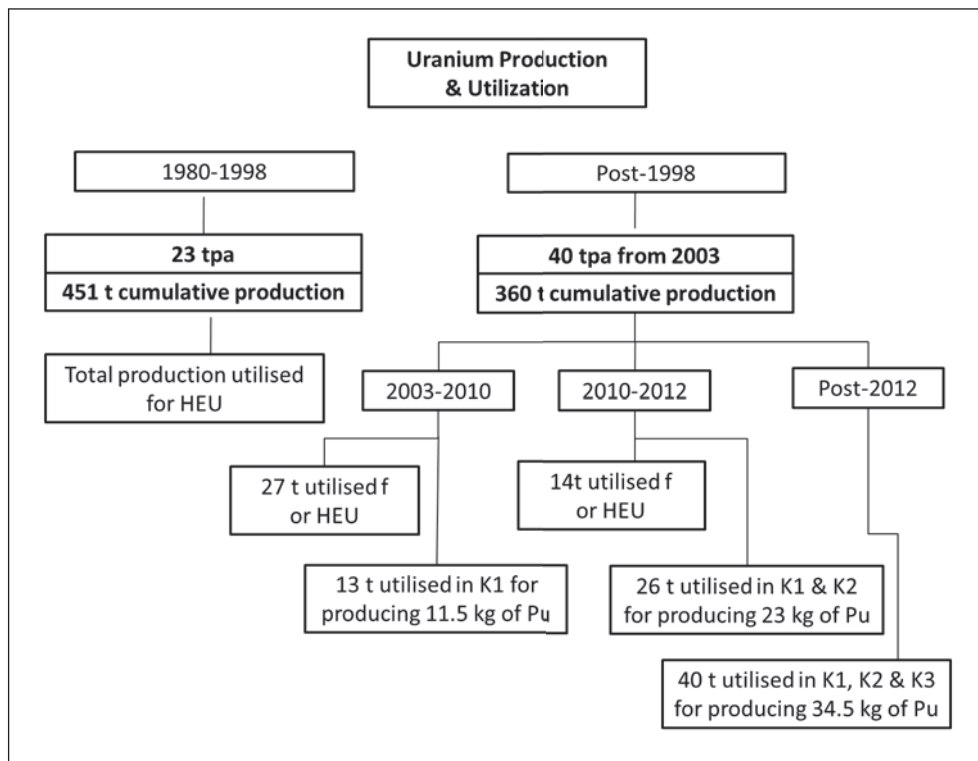 Uranium Production
& Utilization
1980-1998
Post-1998
23 tpa
451 t cumulative production
40 tpa from 2003
360 t cumulative production
Total production utilised
for HEU
2003-2010
2010-2012
Post-2012
27 t utilised f
or HEU
14t utilised f
or HEU
13 t utilised in K1 for
producing 11.5 kg of Pu
26 t utilised in K1 & K2
for producing 23 kg of Pu
40 t utilised in K1, K2 & K3
for producing 34.5 kg of Pu